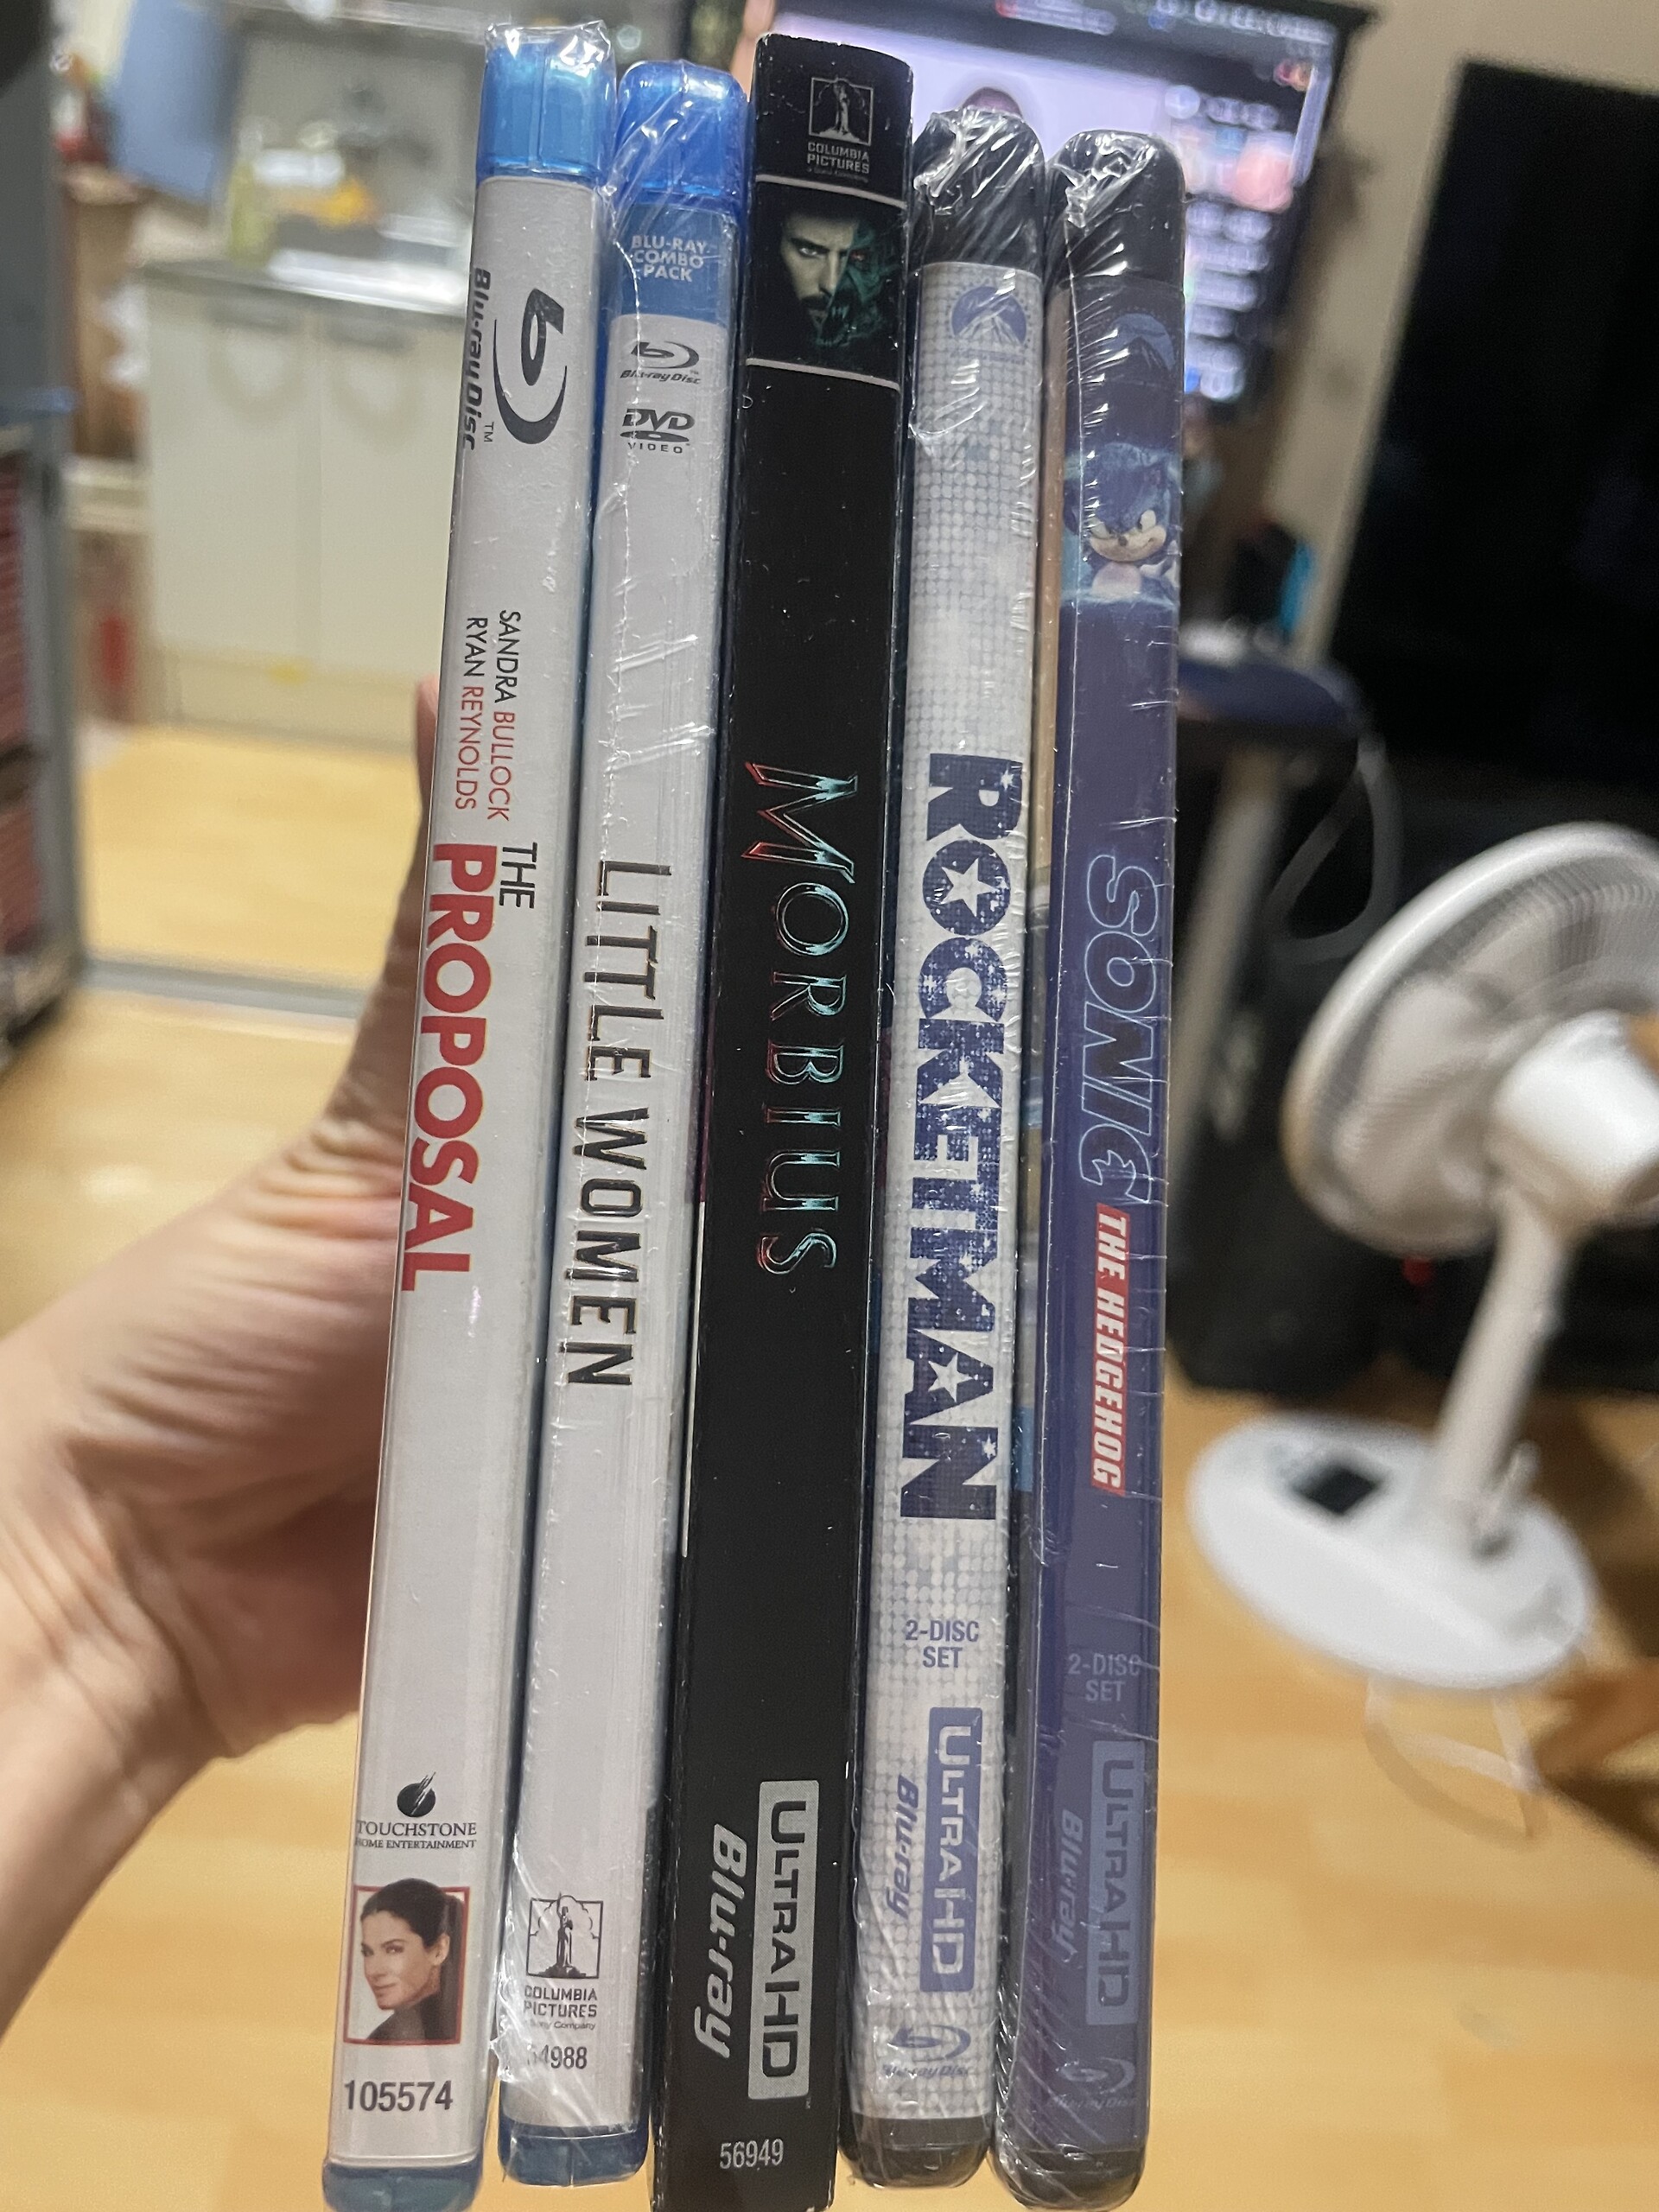 Blu-ray Disc™
SANDRA BULLOCK
RYAN REYNOLDS
THE
PROPOSAL
TOUCHSTONE
HOME ENTERTAINMENT
105574
BLU-RAY
COMBO
PACK
Blu-ray Disc
DVD
VIDEO
LITTLE WOMEN
COLUMBIA
PICTURES
a Sony Company
COLUMBIA
PICTURES
MORBIUS
ULTRA HD
Blu-ray
56949
ROCKETMAN
2-DISC
SET
ULTRA HD
Blu-ray
Blu-ray Disc
SONIC
THE HEDGEHOG
2-DISC
SET
ULTRA HD
Blu-ray
Blu-ray Disc